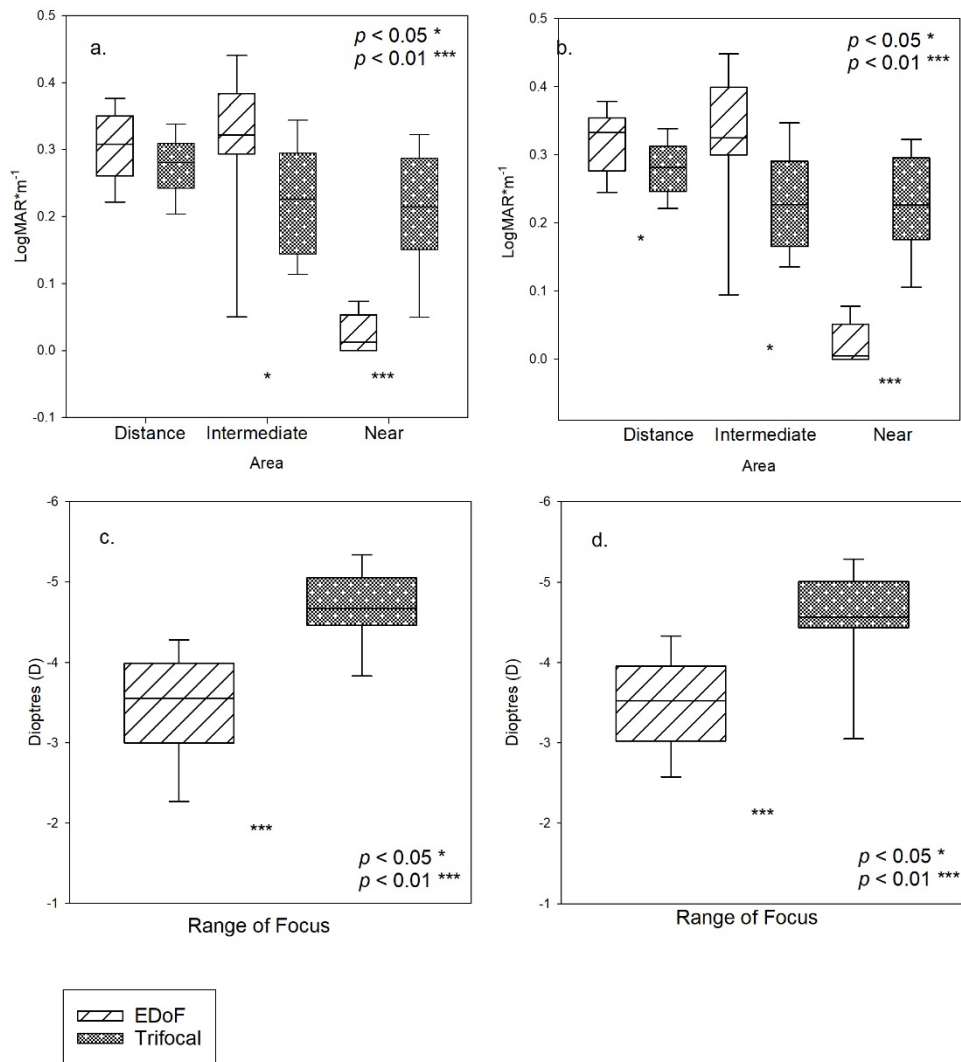 a.
p < 0.05 *
p < 0.01 ***
LogMAR*m-1
0.4
0.3
0.2
0.1
0.0
-0.1
*
***
Distance Intermediate Near
Area
b.
p < 0.05 *
p < 0.01 ***
LogMAR*m-1
0.5
0.4
0.3
0.2
0.1
0.0
*
*
***
Distance Intermediate Near
Area
c.
Dioptres (D)
-6
-5
-4
-3
-2
-1
***
p < 0.05 *
p < 0.01 ***
Range of Focus
d.
Dioptres (D)
-6
-5
-4
-3
-2
-1
***
p < 0.05 *
p < 0.01 ***
Range of Focus
EDoF
Trifocal